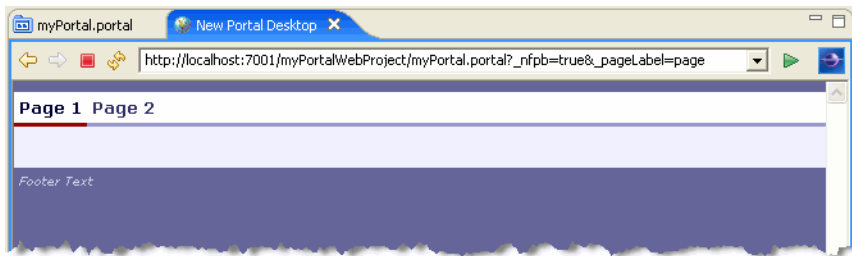 myPortal.portal New Portal Desktop
http://localhost:7001/myPortalWebProject/myPortal.portal?_nfpb=true&_pageLabel=page
Page 1 Page 2
Footer Text